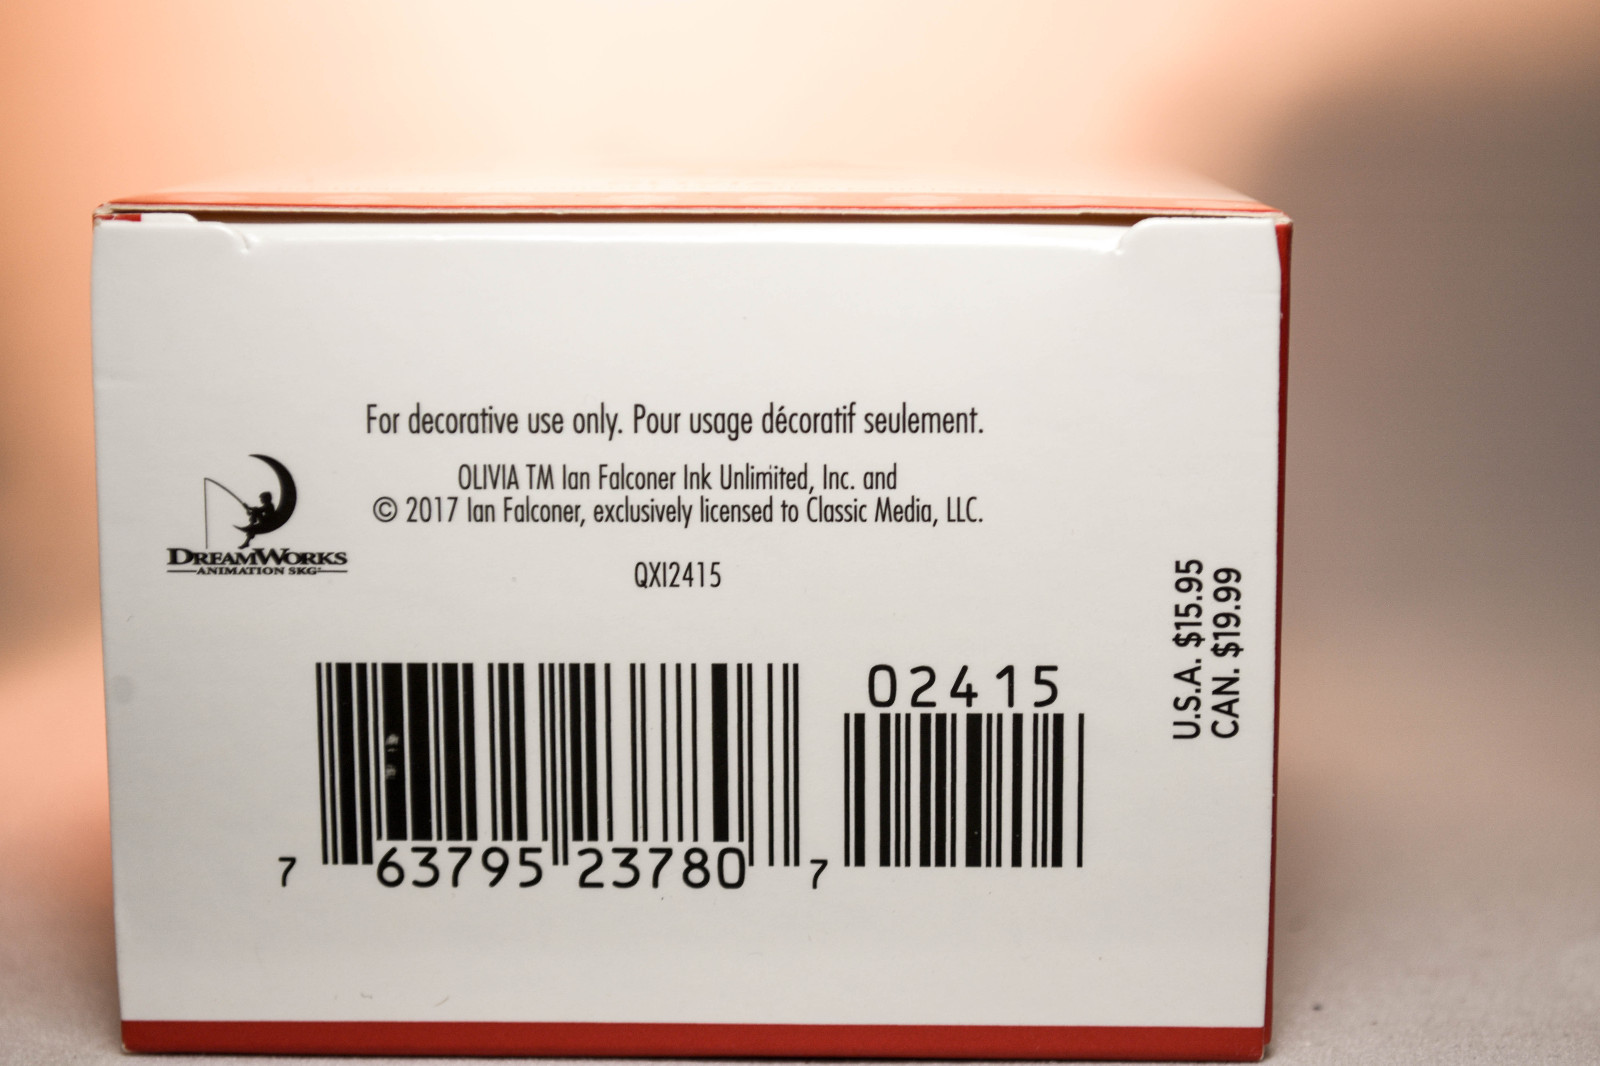 For decorative use only. Pour usage décoratif seulement.
OLIVIA TM Ian Falconer Ink Unlimited, Inc. and
© 2017 Ian Falconer, exclusively licensed to Classic Media, LLC.
DREAMWORKS
ANIMATION SKG
QXI2415
U.S.A. $15.95
CAN. $19.99
02415
7 63795 23780 7